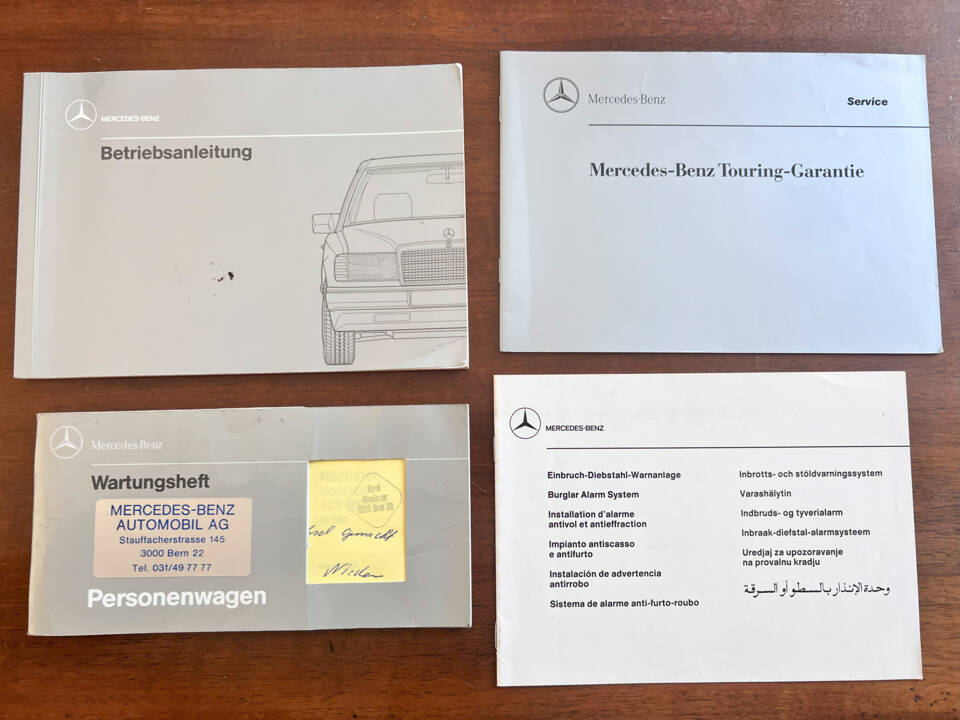 MERCEDES-BENZ
Betriebsanleitung
Mercedes-Benz
Service
Mercedes-Benz Touring-Garantie
Mercedes-Benz
Wartungsheft
MERCEDES-BENZ
AUTOMOBIL AG
Stauffacherstrasse 145
3000 Bern 22
Tel. 031/49 77 77
Personenwagen
Opel
gemacht
MERCEDES-BENZ
Einbruch-Diebstahl-Warnanlage
Burglar Alarm System
Installation d'alarme
antivol et antieffraction
Impianto antiscasso
e antifurto
Instalación de advertencia
antirrobo
Sistema de alarme anti-furto-roubo
Inbrotts- och stöldvarningssystem
Varashälytin
Indbruds- og tyverialarm
Inbraak-diefstal-alarmsysteem
Uredjaj za upozoravanje
na provalnu kradju
وحدة الإنذار بالسطو أو السرقة